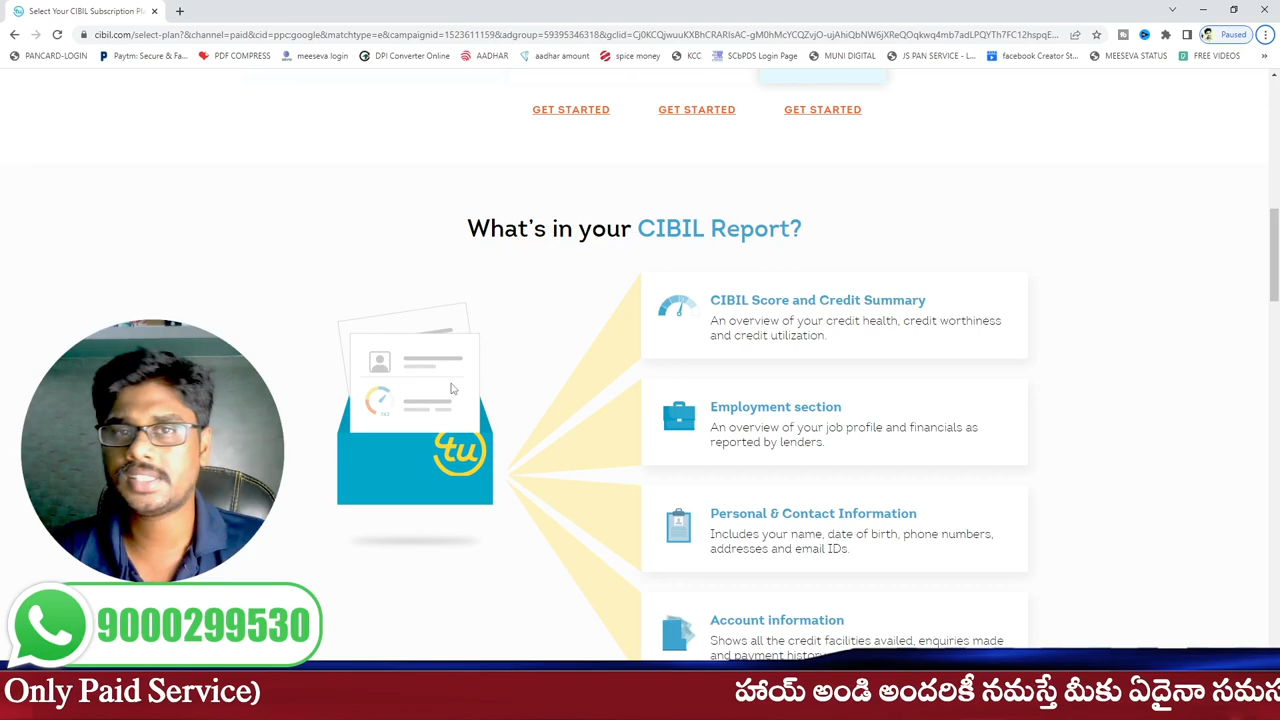 Select Your CIBIL Subscription Pl
cibil.com/select-plan?&channel=paid&cid=ppc:google&matchtype=e&campaignid=1523611159&adgroup=59395346318&gclid=
Paused
PANCARD-LOGIN
Paytm: Secure & Fa...
PDF COMPRESS
meeseva login
DPI Converter Online
AADHAR
aadhar amount
spice money
KCC
SCbPDS Login Page
MUNI DIGITAL
JS PAN SERVICE - L...
facebook Creator St...
MEESEVA STATUS
FREE VIDEOS
»
GET STARTED GET STARTED GET STARTED
What's in your CIBIL Report?
CIBIL Score and Credit Summary
An overview of your credit health, credit worthiness
and credit utilization.
Employment section
An overview of your job profile and financials as
reported by lenders.
Personal & Contact Information
Includes your name, date of birth, phone numbers,
addresses and email IDs.
Account information
Shows all the credit facilities availed, enquiries made
and payment history
tu
9000299530
Only Paid Service) హాయ్ అండి అందరికీ నమస్తే మీకు ఏదైనా సమస